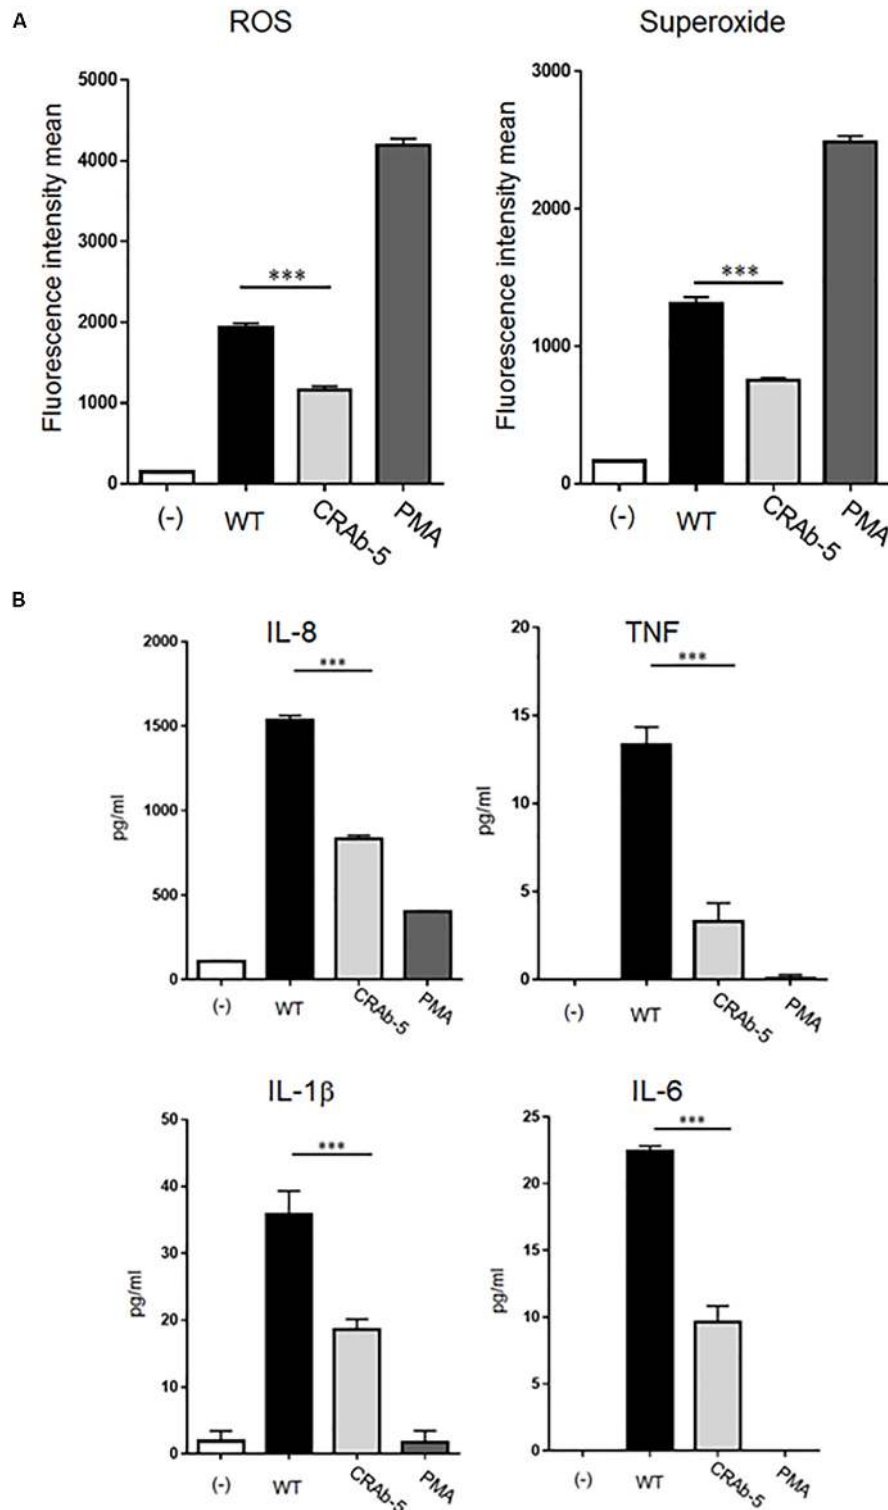 A
ROS
Superoxide
Fluorescence intensity mean
5000
4000
3000
2000
1000
0
***
(-) WT CRAb-5 PMA
Fluorescence intensity mean
3000
2000
1000
0
***
(-) WT CRAb-5 PMA
B
IL-8
pg/ml
2000
1500
1000
500
0
***
(-) WT CRAb-5 PMA
TNF
pg/ml
20
15
10
5
0
***
(-) WT CRAb-5 PMA
IL-1β
pg/ml
50
40
30
20
10
0
***
(-) WT CRAb-5 PMA
IL-6
pg/ml
25
20
15
10
5
0
***
(-) WT CRAb-5 PMA